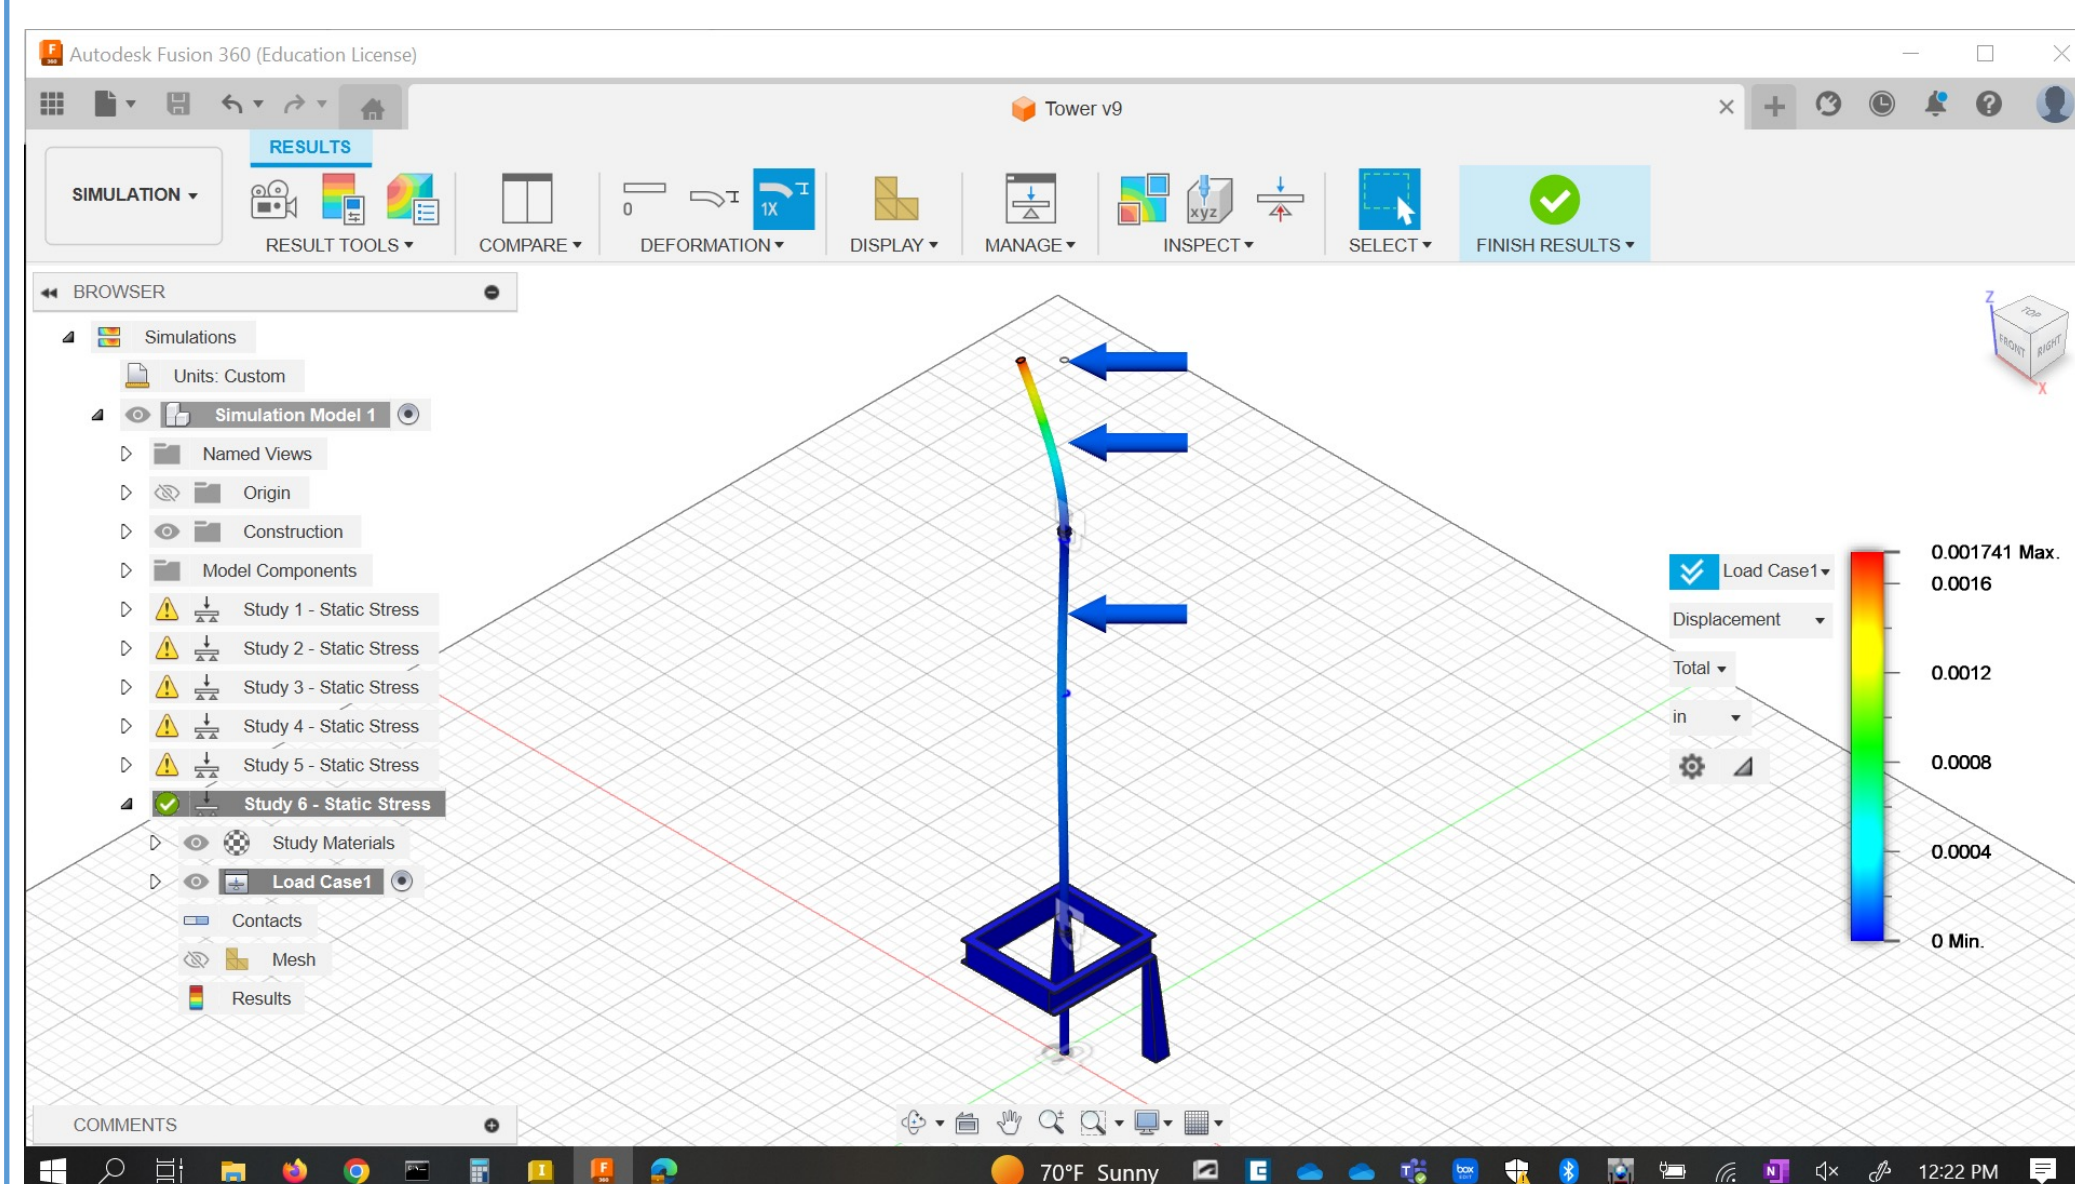 Autodesk Fusion 360 (Education License)
Tower v9
RESULTS
SIMULATION
0
1X
xyz
RESULT TOOLS
COMPARE
DEFORMATION
DISPLAY
MANAGE
INSPECT
SELECT
FINISH RESULTS
BROWSER
Simulations
Units: Custom
Simulation Model 1
Named Views
Origin
Construction
Model Components
Study 1 - Static Stress
Study 2 - Static Stress
Study 3 - Static Stress
Study 4 - Static Stress
Study 5 - Static Stress
Study 6 - Static Stress
Study Materials
Load Case1
Contacts
Mesh
Results
COMMENTS
Z
TOP
FRONT
RIGHT
X
Load Case1
Displacement
Total
in
0.001741 Max.
0.0016
0.0012
0.0008
0.0004
0 Min.
70°F Sunny
12:22 PM